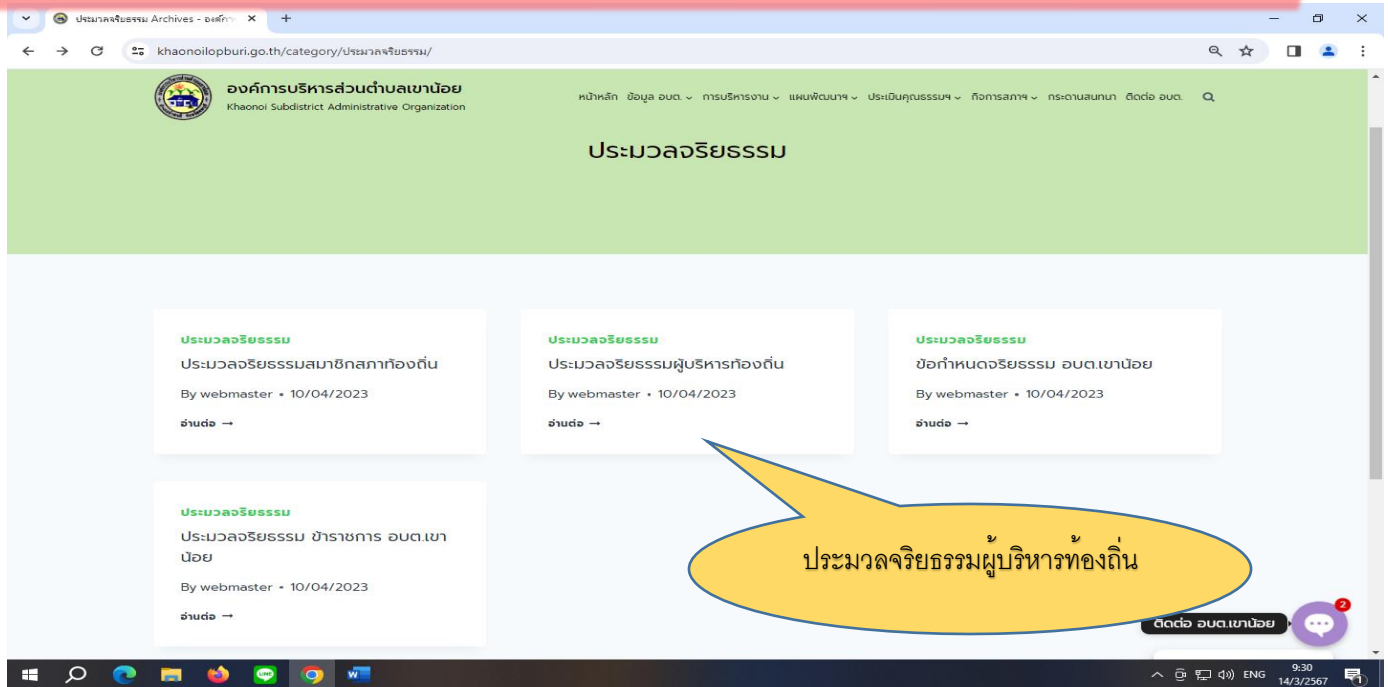 ประมวลจริยธรรม Archives - องค์กา
khaonoilopburi.go.th/category/ประมวลจริยธรรม/
องค์การบริหารส่วนตำบลเขาน้อย
Khaonoi Subdistrict Administrative Organization
หน้าหลัก ข้อมูล อบต. การบริหารงาน แผนพัฒนาฯ ประเมินคุณธรรมฯ กิจการสภาฯ กระดานสนทนา ติดต่อ อบต.
ประมวลจริยธรรม
ประมวลจริยธรรม
ประมวลจริยธรรมสมาชิกสภาท้องถิ่น
By webmaster • 10/04/2023
อ่านต่อ →
ประมวลจริยธรรม
ประมวลจริยธรรมผู้บริหารท้องถิ่น
By webmaster • 10/04/2023
อ่านต่อ →
ประมวลจริยธรรม
ข้อกำหนดจริยธรรม อบต.เขาน้อย
By webmaster • 10/04/2023
อ่านต่อ →
ประมวลจริยธรรม
ประมวลจริยธรรม ข้าราชการ อบต.เขา
น้อย
By webmaster • 10/04/2023
อ่านต่อ →
ประมวลจริยธรรมผู้บริหารท้องถิ่น
2
ติดต่อ อบต.เขาน้อย
ENG
9:30
14/3/2567